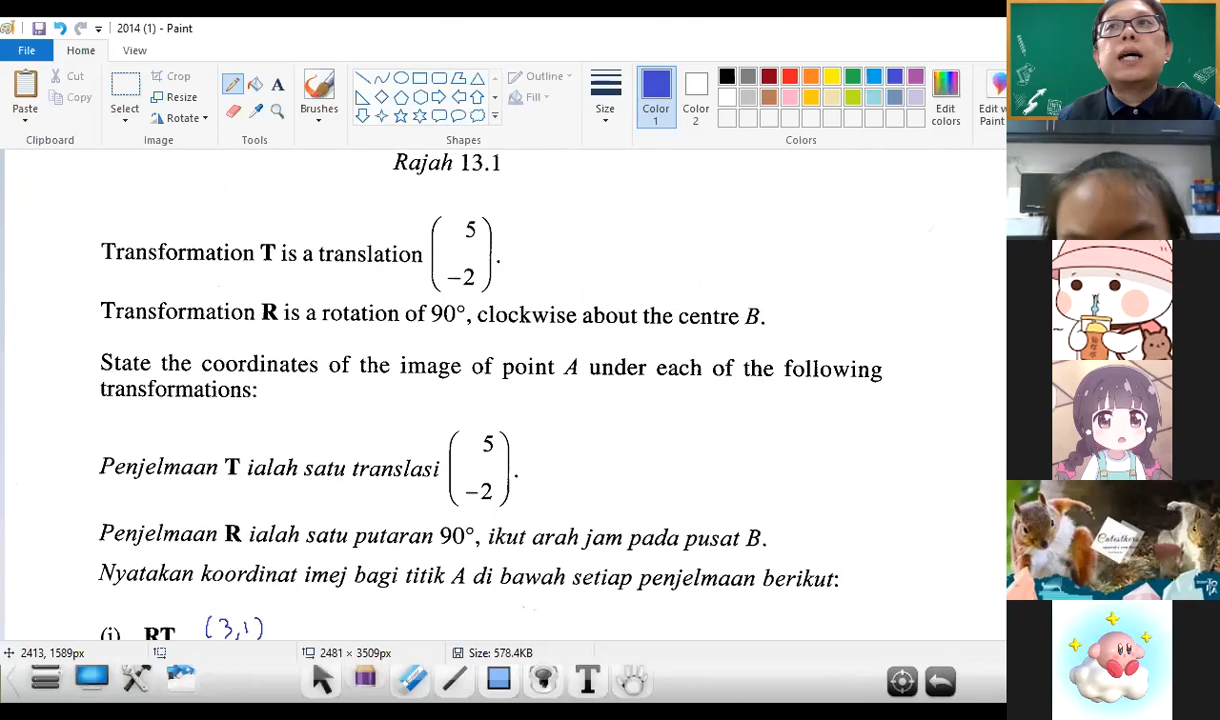 2014 (1) - Paint
File Home View
Paste
Cut
Copy
Clipboard
Select
Crop
Resize
Rotate
Image
Tools
Brushes
Outline
Fill
Shapes
Size
Color 1
Color 2
Edit colors
Edit w
Paint
Colors
Rajah 13.1
Transformation T is a translation ( 5 -2 ).
Transformation R is a rotation of 90°, clockwise about the centre B.
State the coordinates of the image of point A under each of the following
transformations:
Penjelmaan T ialah satu translasi ( 5 -2 ).
Penjelmaan R ialah satu putaran 90°, ikut arah jam pada pusat B.
Nyatakan koordinat imej bagi titik A di bawah setiap penjelmaan berikut:
(i) RT (3,1)
2413, 1589px 2481 × 3509px Size: 578.4KB